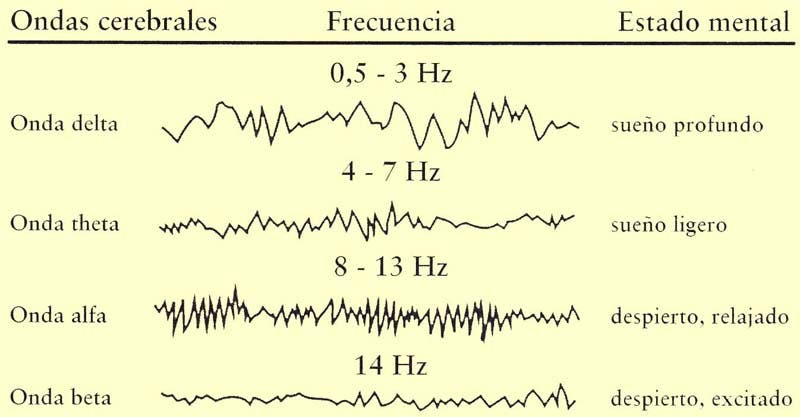 Ondas cerebrales Frecuencia Estado mental
0,5 - 3 Hz
Onda delta sueño profundo
4 - 7 Hz
Onda theta sueño ligero
8 - 13 Hz
Onda alfa despierto, relajado
14 Hz
Onda beta despierto, excitado